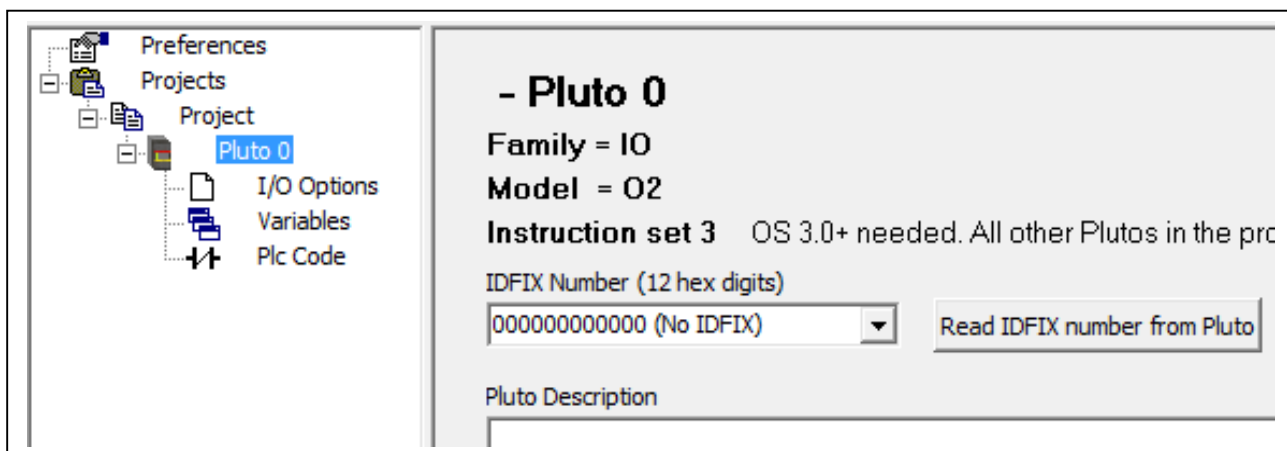 Preferences
Projects
Project
Pluto 0
I/O Options
Variables
Plc Code
- Pluto 0
Family = IO
Model = O2
Instruction set 3 OS 3.0+ needed. All other Plutos in the pro
IDFIX Number (12 hex digits)
000000000000 (No IDFIX)
Read IDFIX number from Pluto
Pluto Description